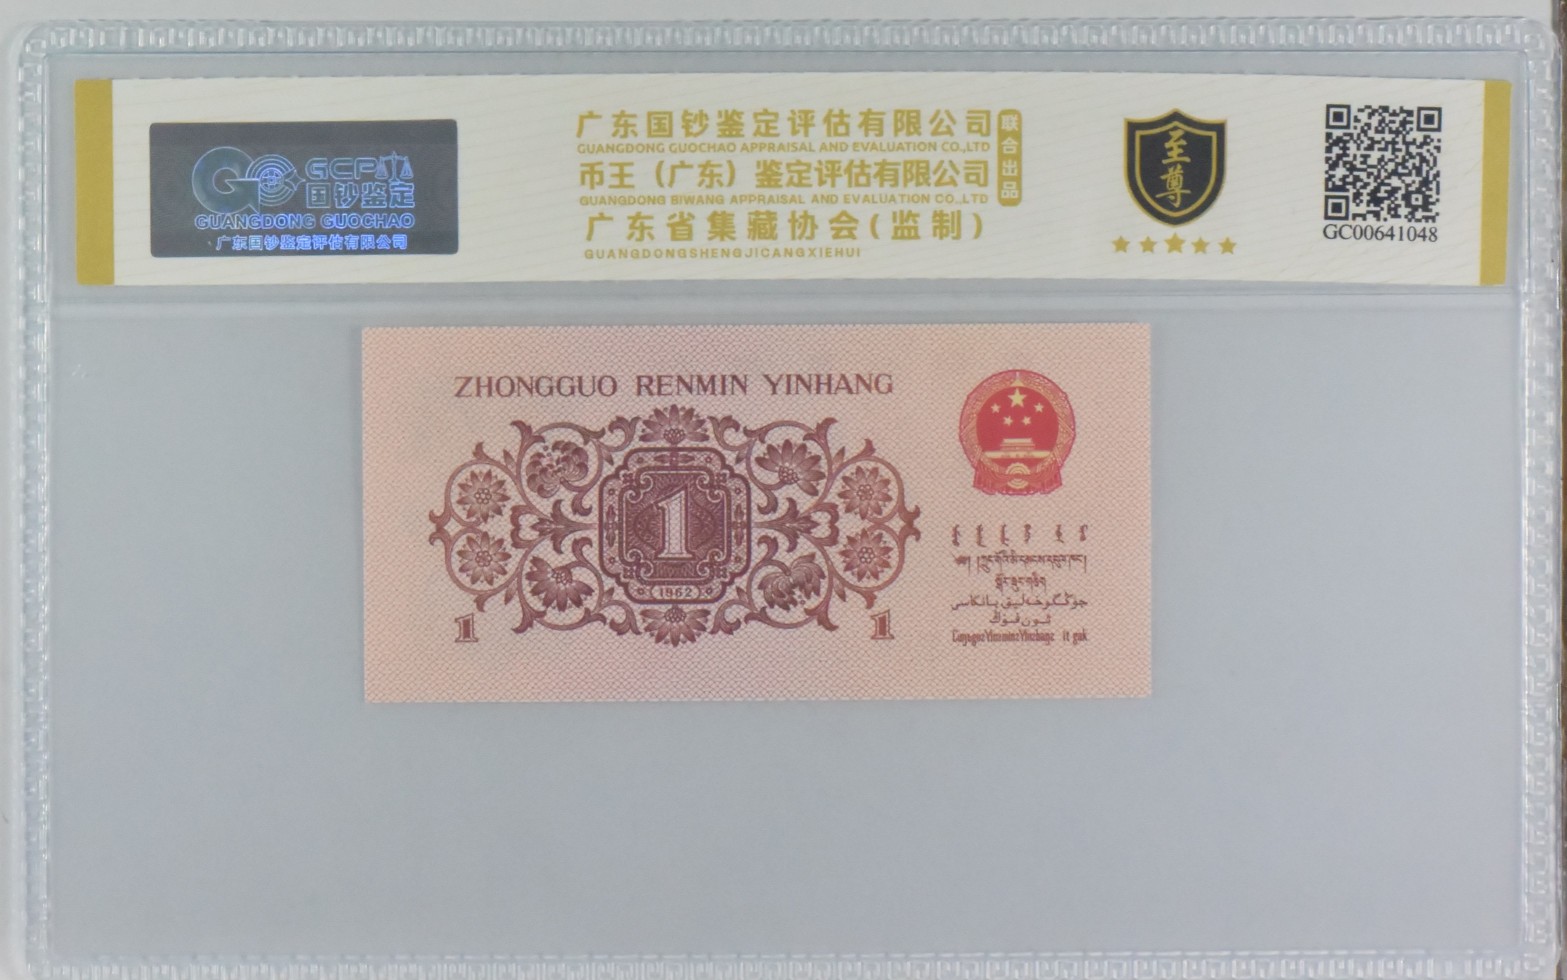 GCP
国钞鉴定
GUANGDONG GUOCHAO
广东国钞鉴定评估有限公司
广东国钞鉴定评估有限公司
GUANGDONG GUOCHAO APPRAISAL AND EVALUATION CO.,LTD
币王（广东）鉴定评估有限公司
GUANGDONG BIWANG APPRAISAL AND EVALUATION CO.,LTD
联合出品
广东省集藏协会(监制)
GUANGDONGSHENGJICANGXIEHUI
至尊
GC00641048
ZHONGGUO RENMIN YINHANG
1
1962
1
1